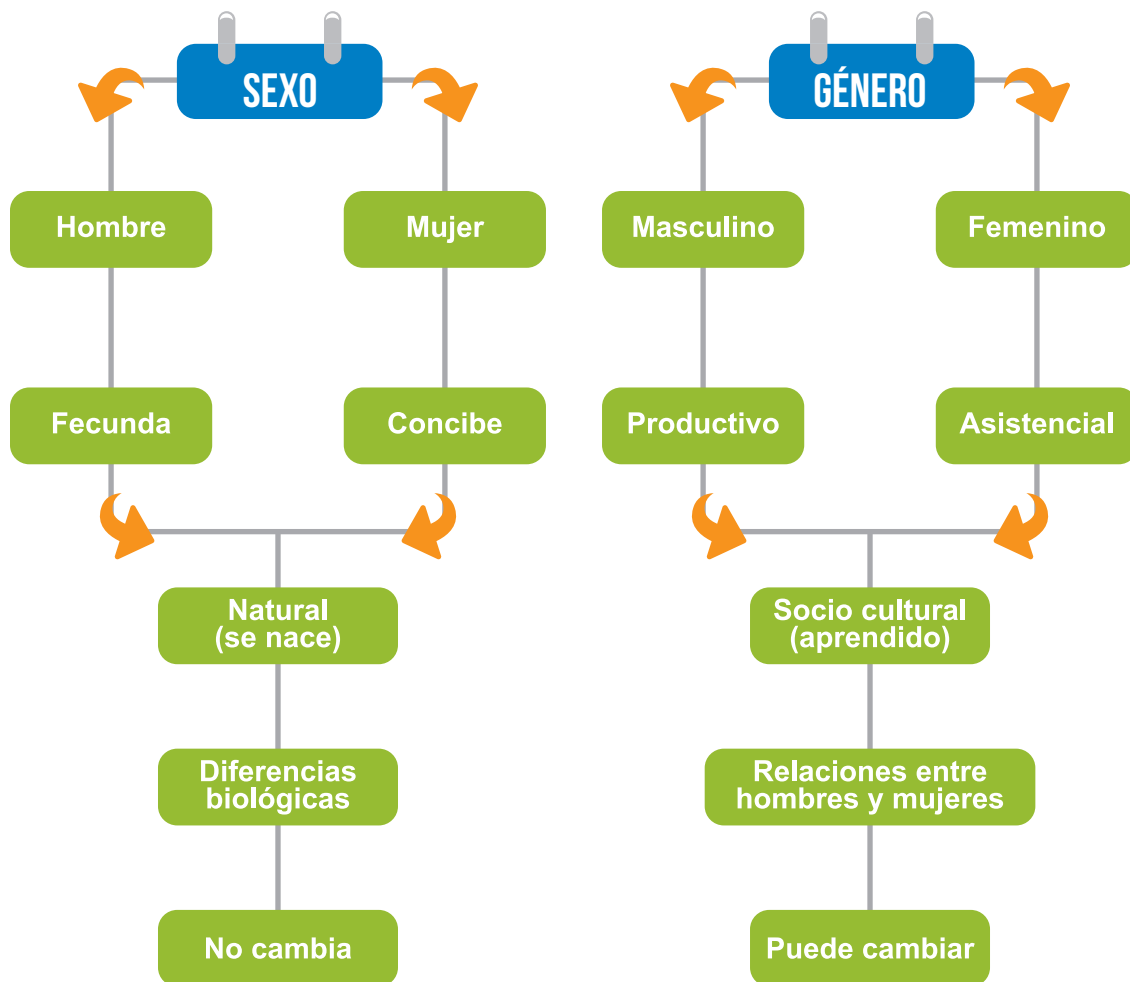 SEXO
Hombre
Mujer
Fecunda
Concibe
Natural
(se nace)
Diferencias
biológicas
No cambia
GÉNERO
Masculino
Femenino
Productivo
Asistencial
Socio cultural
(aprendido)
Relaciones entre
hombres y mujeres
Puede cambiar